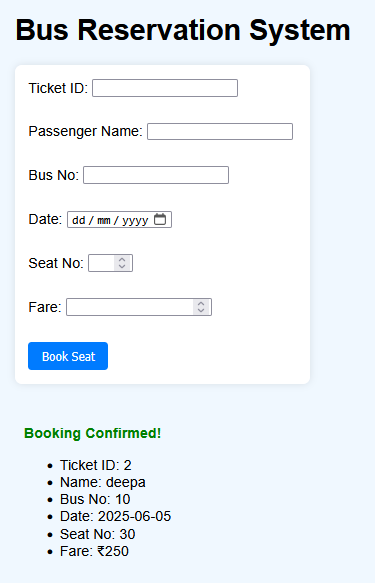 Bus Reservation System
Ticket ID:
Passenger Name:
Bus No:
Date: dd / mm / yyyy
Seat No:
Fare:
Book Seat
Booking Confirmed!
• Ticket ID: 2
• Name: deepa
• Bus No: 10
• Date: 2025-06-05
• Seat No: 30
• Fare: ₹250